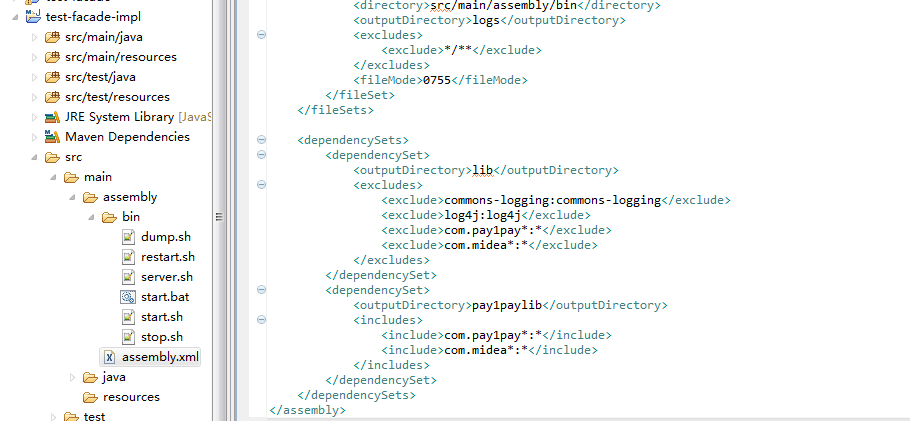 test-facade
test-facade-impl
src/main/java
src/main/resources
src/test/java
src/test/resources
JRE System Library [JavaS
Maven Dependencies
src
main
assembly
bin
dump.sh
restart.sh
server.sh
start.bat
start.sh
stop.sh
assembly.xml
java
resources
test
<directory>src/main/assembly/bin</directory>
<outputDirectory>logs</outputDirectory>
<excludes>
<exclude>*/**</exclude>
</excludes>
<fileMode>0755</fileMode>
</fileSet>
</fileSets>
<dependencySets>
<dependencySet>
<outputDirectory>lib</outputDirectory>
<excludes>
<exclude>commons-logging:commons-logging</exclude>
<exclude>log4j:log4j</exclude>
<exclude>com.pay1pay*:*</exclude>
<exclude>com.midea*:*</exclude>
</excludes>
</dependencySet>
<dependencySet>
<outputDirectory>pay1paylib</outputDirectory>
<includes>
<include>com.pay1pay*:*</include>
<include>com.midea*:*</include>
</includes>
</dependencySet>
</dependencySets>
</assembly>